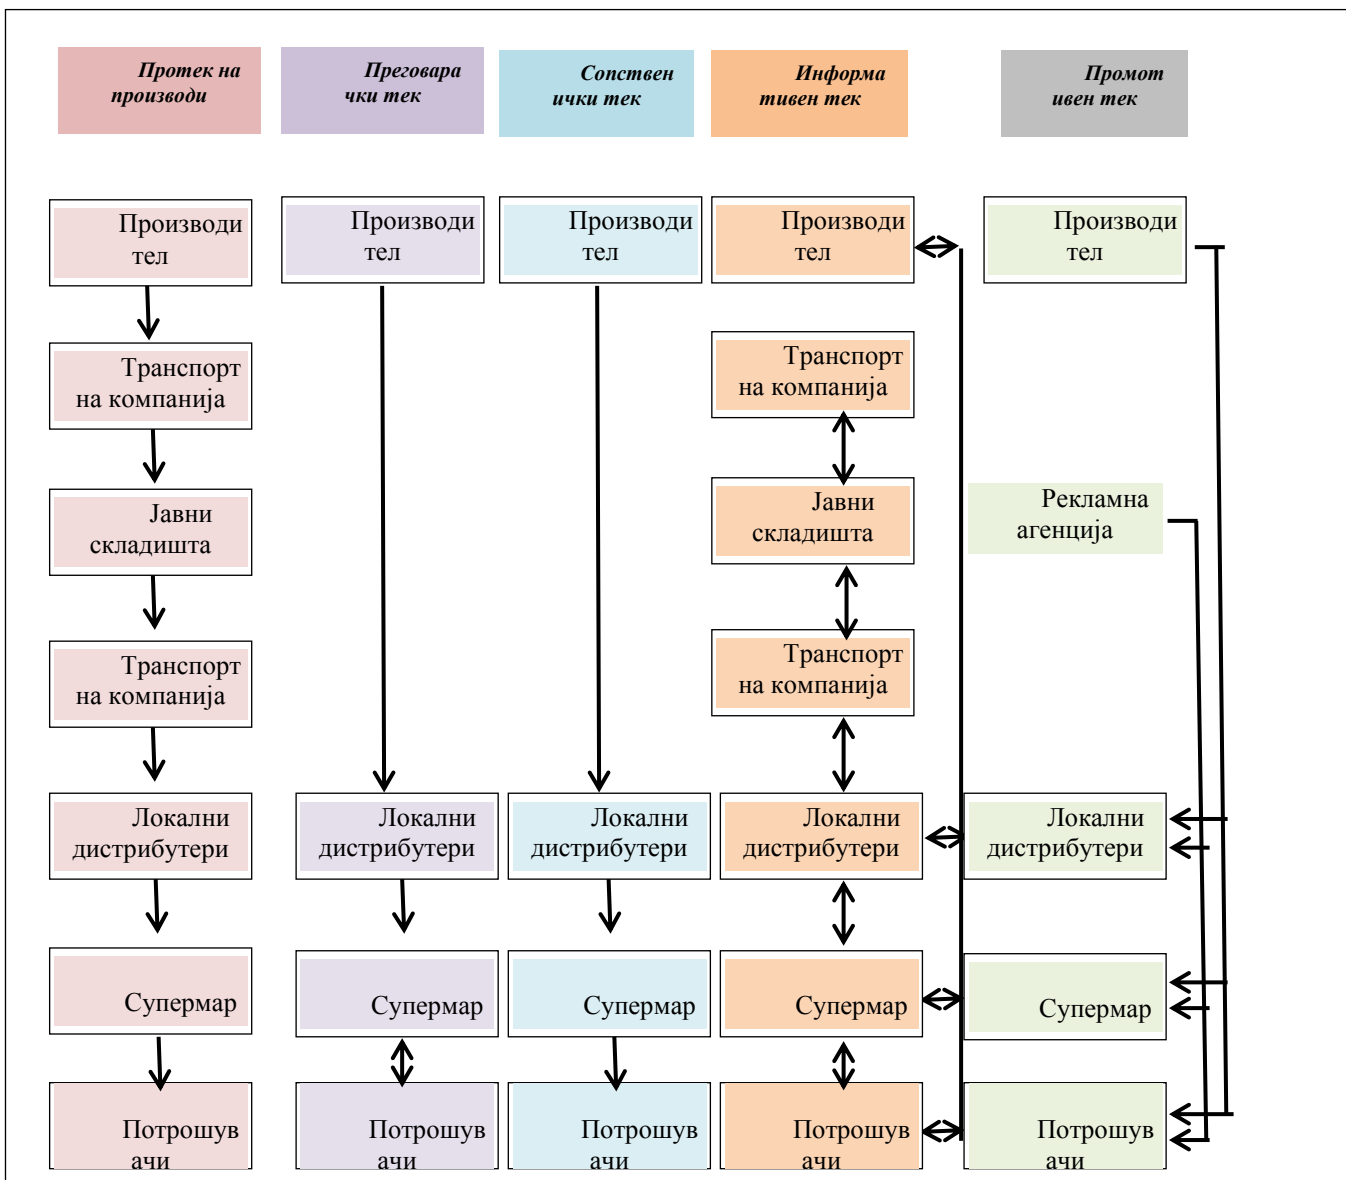 Протек на
производи
Преговара
чки тек
Сопствен
ички тек
Информа
тивен тек
Промот
ивен тек
Производи
тел
Производи
тел
Производи
тел
Производи
тел
Производи
тел
Транспорт
на компанија
Транспорт
на компанија
Јавни
складишта
Јавни
складишта
Рекламна
агенција
Транспорт
на компанија
Транспорт
на компанија
Локални
дистрибутери
Локални
дистрибутери
Локални
дистрибутери
Локални
дистрибутери
Локални
дистрибутери
Супермар
Супермар
Супермар
Супермар
Супермар
Потрошув
ачи
Потрошув
ачи
Потрошув
ачи
Потрошув
ачи
Потрошув
ачи